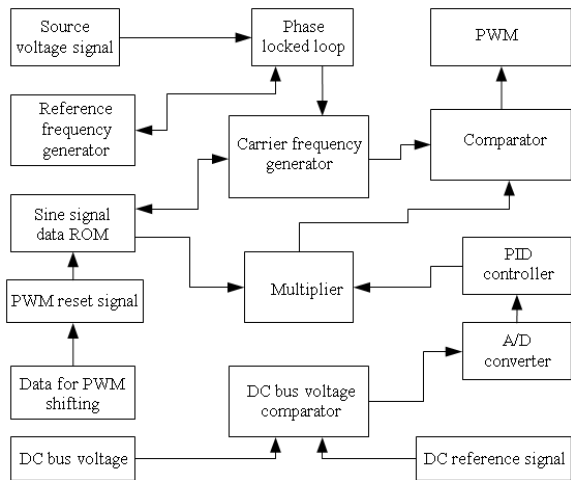 Source
voltage signal
Phase
locked loop
PWM
Reference
frequency
generator
Carrier frequency
generator
Comparator
Sine signal
data ROM
Multiplier
PID
controller
PWM reset signal
A/D
converter
Data for PWM
shifting
DC bus voltage
comparator
DC bus voltage
DC reference signal